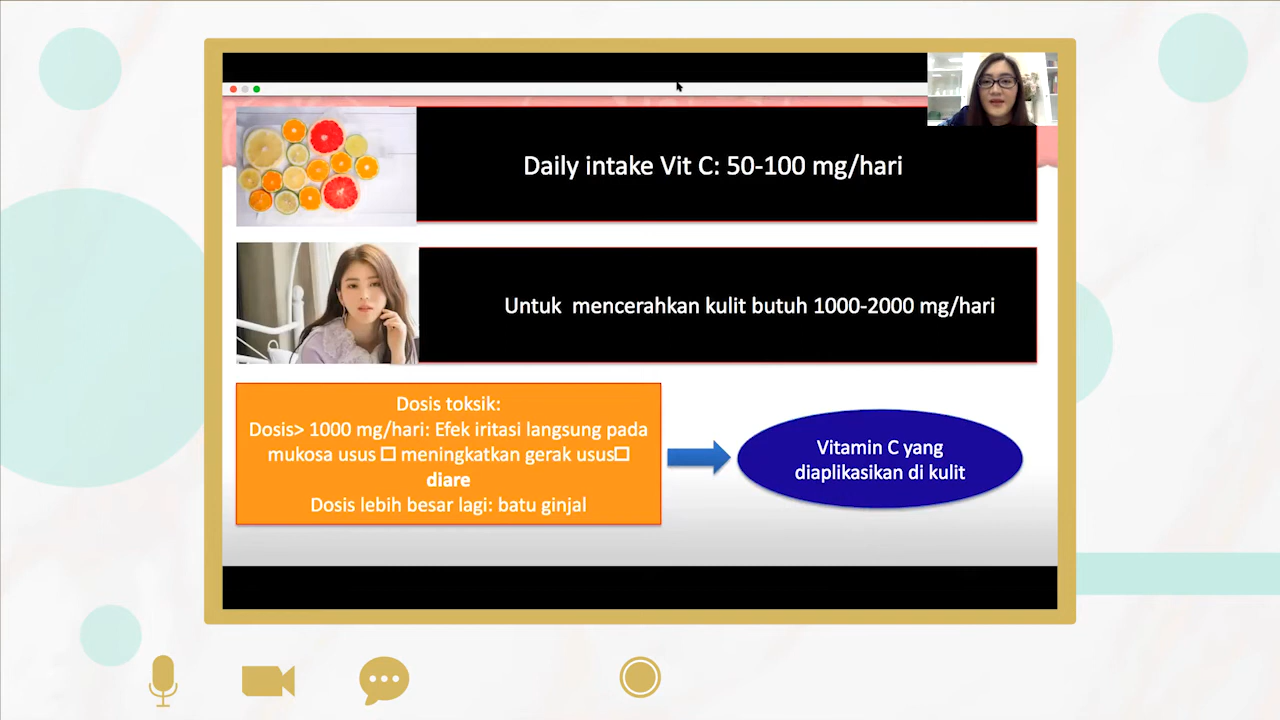 Daily intake Vit C: 50-100 mg/hari
Untuk mencerahkan kulit butuh 1000-2000 mg/hari
Dosis toksik:
Dosis> 1000 mg/hari: Efek iritasi langsung pada
mukosa usus □ meningkatkan gerak usus□
diare
Dosis lebih besar lagi: batu ginjal
Vitamin C yang
diaplikasikan di kulit